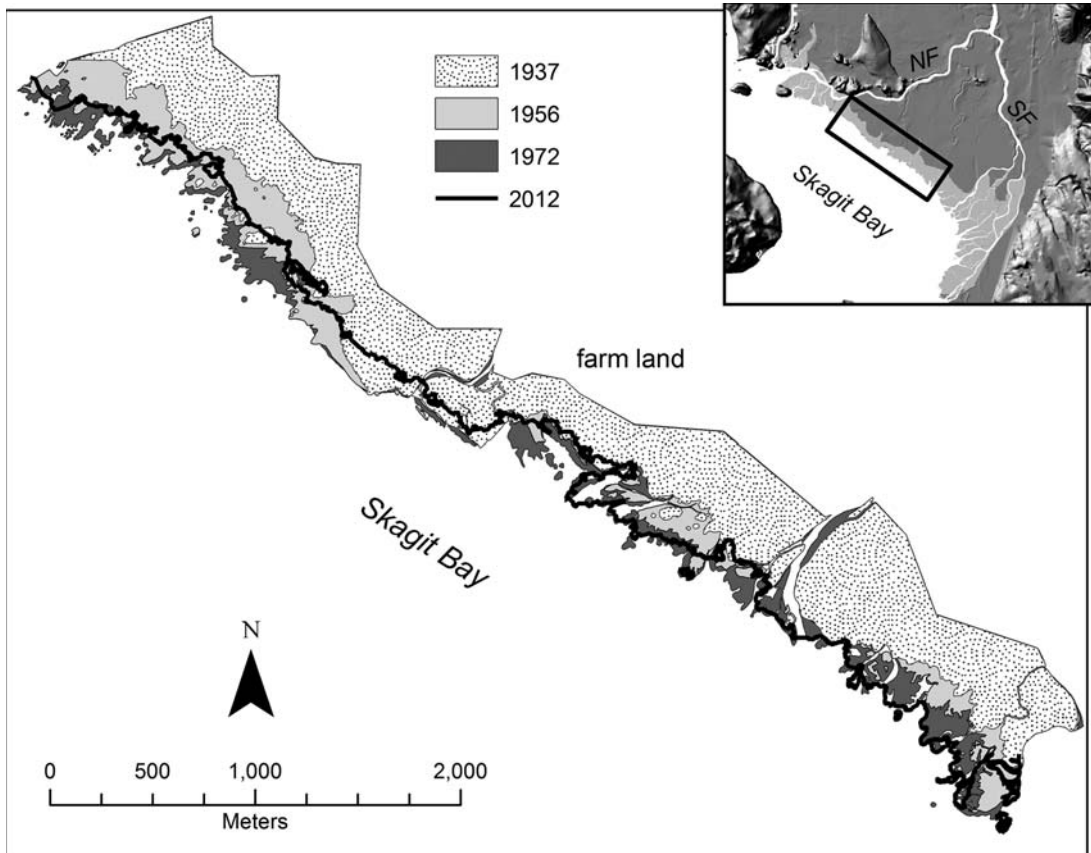 1937
1956
1972
2012
NF
SF
Skagit Bay
farm land
Skagit Bay
N
0 500 1,000 2,000
Meters